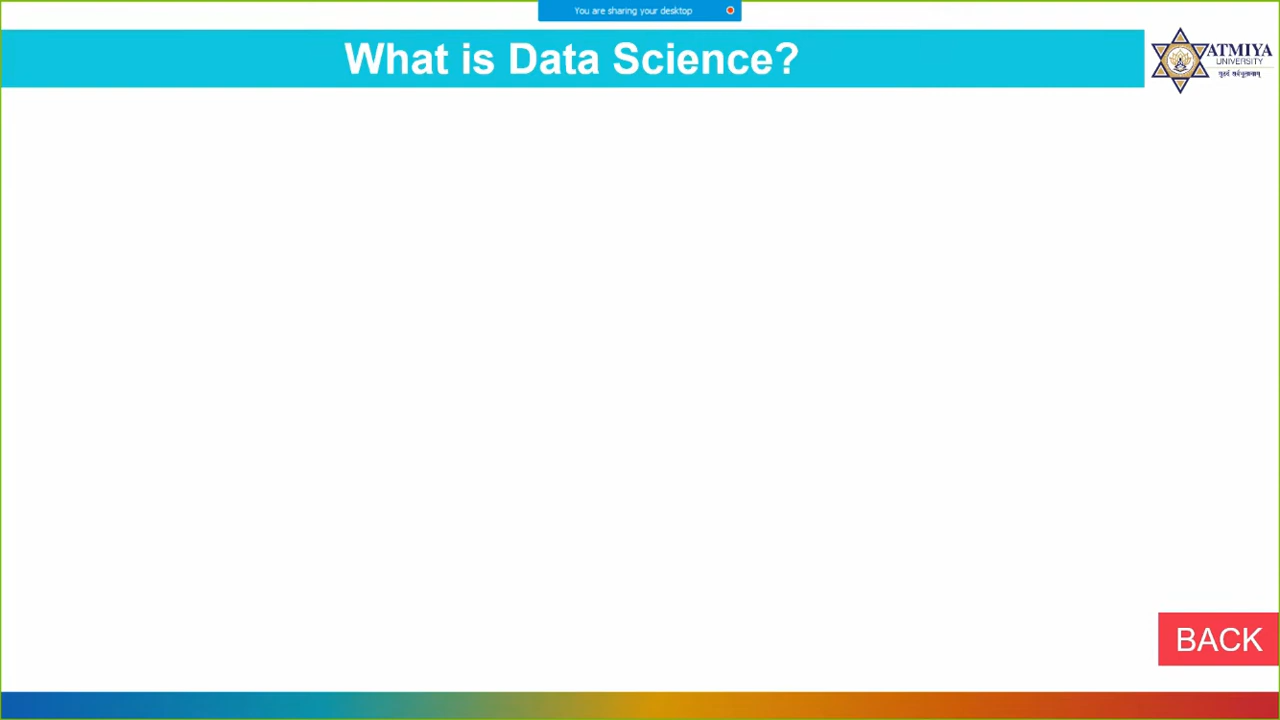 You are sharing your desktop
What is Data Science?
ATMIYA
UNIVERSITY
BACK